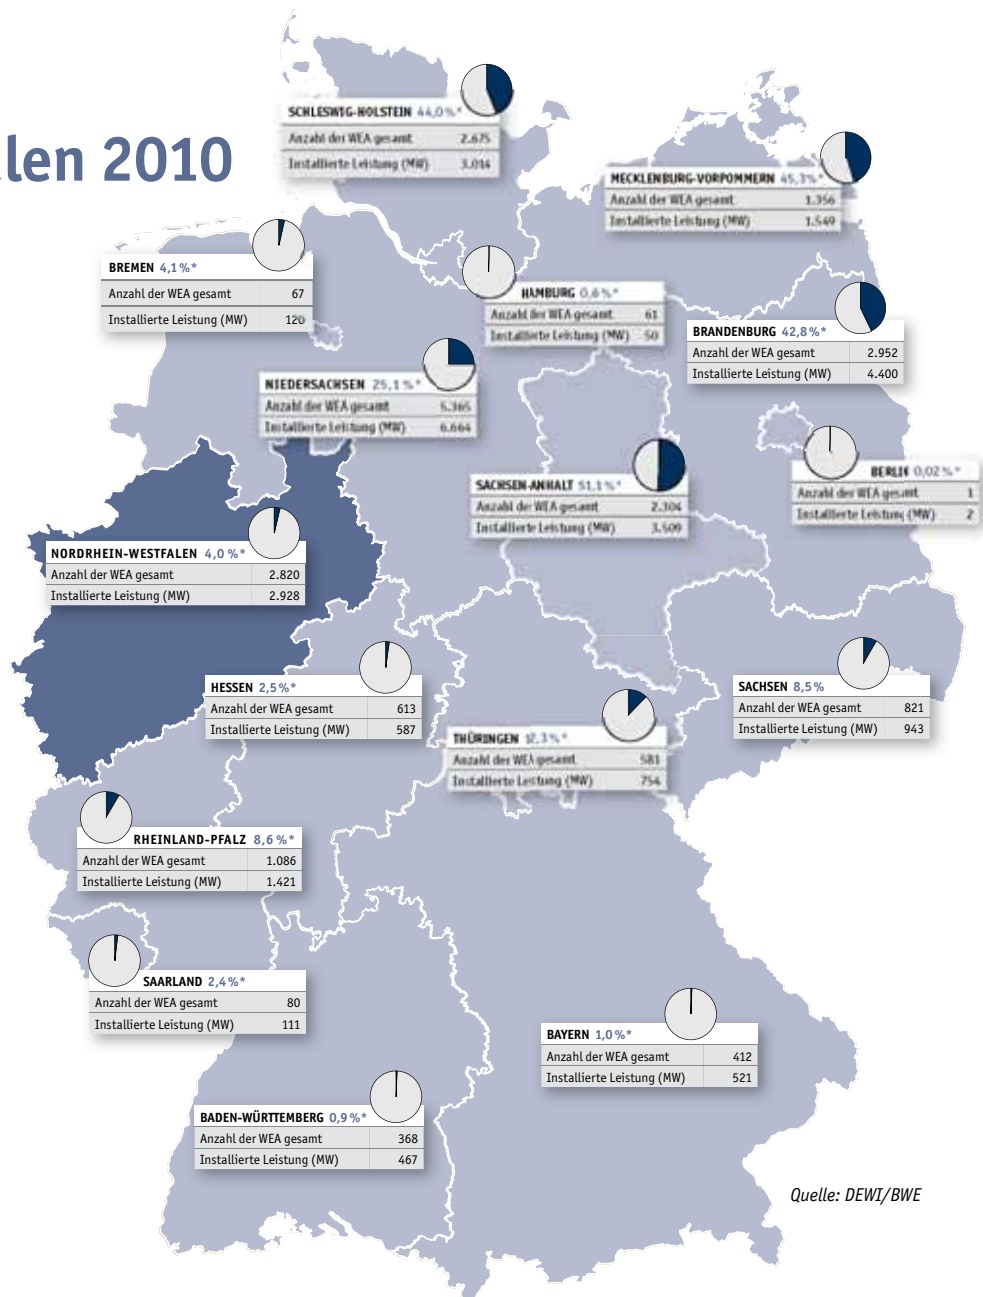 len 2010
SCHLESWIG-HOLSTEIN 44,0%*
Anzahl der WEA gesamt 2.675
Installierte Leistung (MW) 3.014
MECKLENBURG-VORPOMMERN 45,3%*
Anzahl der WEA gesamt 1.356
Installierte Leistung (MW) 1.549
BREMEN 4,1%*
Anzahl der WEA gesamt 67
Installierte Leistung (MW) 120
HAMBURG 0,6%*
Anzahl der WEA gesamt 61
Installierte Leistung (MW) 50
BRANDENBURG 42,8%*
Anzahl der WEA gesamt 2.952
Installierte Leistung (MW) 4.400
NIEDERSACHSEN 25,1%*
Anzahl der WEA gesamt 5.365
Installierte Leistung (MW) 6.664
SACHSEN-ANHALT 51,1%*
Anzahl der WEA gesamt 2.304
Installierte Leistung (MW) 3.509
BERLIN 0,02%*
Anzahl der WEA gesamt 1
Installierte Leistung (MW) 2
NORDRHEIN-WESTFALEN 4,0%*
Anzahl der WEA gesamt 2.820
Installierte Leistung (MW) 2.928
HESSEN 2,5%*
Anzahl der WEA gesamt 613
Installierte Leistung (MW) 587
SACHSEN 8,5%
Anzahl der WEA gesamt 821
Installierte Leistung (MW) 943
THÜRINGEN 12,3%*
Anzahl der WEA gesamt 581
Installierte Leistung (MW) 754
RHEINLAND-PFALZ 8,6%*
Anzahl der WEA gesamt 1.086
Installierte Leistung (MW) 1.421
SAARLAND 2,4%*
Anzahl der WEA gesamt 80
Installierte Leistung (MW) 111
BAYERN 1,0%*
Anzahl der WEA gesamt 412
Installierte Leistung (MW) 521
BADEN-WÜRTTEMBERG 0,9%*
Anzahl der WEA gesamt 368
Installierte Leistung (MW) 467
Quelle: DEWI/BWE